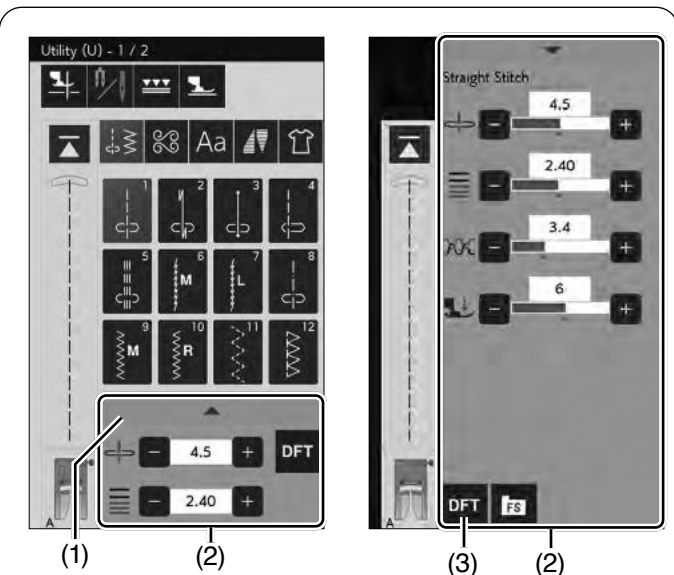 Utility (U) - 1 / 2
Aa
1
2
3
4
5
6
M
7
L
8
9
M
10
R
11
12
4.5
DFT
2.40
A
(1)
(2)
Straight Stitch
4.5
2.40
3.4
6
DFT
FS
A
(3)
(2)